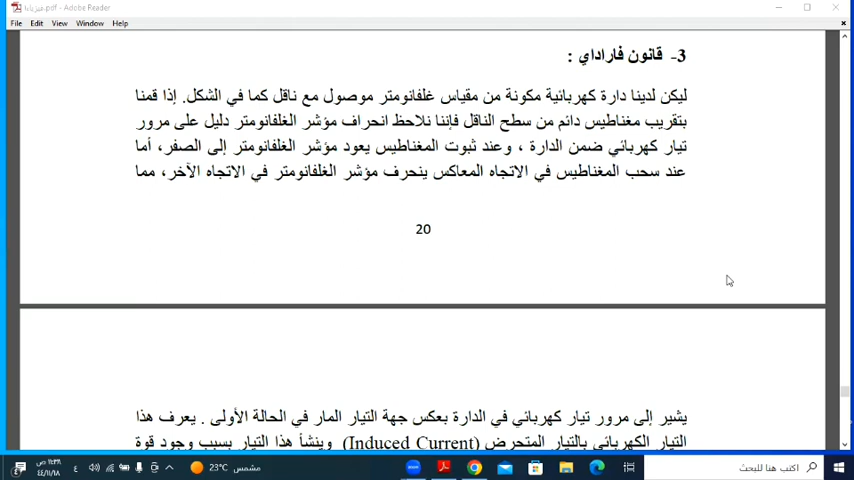 فيزياء١.pdf - Adobe Reader
File Edit View Window Help
3- قانون فاراداي :
ليكن لدينا دارة كهربائية مكونة من مقياس غلفانومتر موصول مع ناقل كما في الشكل. إذا قمنا
بتقريب مغناطيس دائم من سطح الناقل فإننا نلاحظ انحراف مؤشر الغلفانومتر دليل على مرور
تيار كهربائي ضمن الدارة ، وعند ثبوت المغناطيس يعود مؤشر الغلفانومتر إلى الصفر، أما
عند سحب المغناطيس في الاتجاه المعاكس ينحرف مؤشر الغلفانومتر في الاتجاه الآخر، مما
20
يشير إلى مرور تيار كهربائي في الدارة بعكس جهة التيار المار في الحالة الأولى . يعرف هذا
التيار الكهربائي بالتيار المتحرض (Induced Current) وينشأ هذا التيار بسبب وجود قوة
اكتب هنا للبحث
23°C مشمس
ع
٤٤/١١/١٨